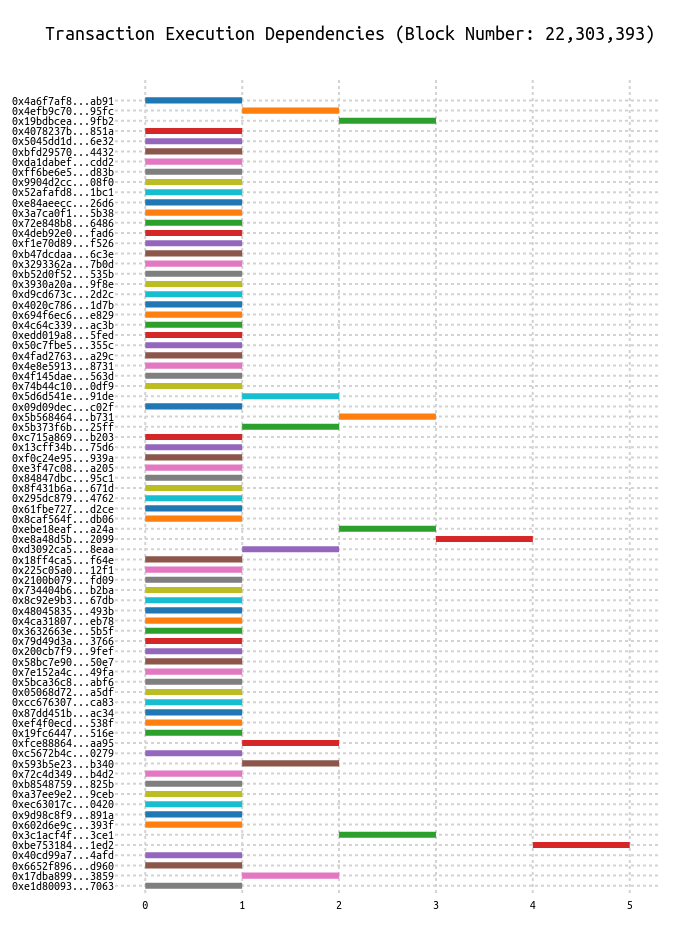 Transaction Execution Dependencies (Block Number: 22,303,393)
0x4a6f7af8...ab91
0x4efb9c70...95fc
0x19bdbcea...9fb2
0x4078237b...851a
0x5045dd1d...6e32
0xbfd29570...4432
0xda1dabef...cdd2
0xff6be6e5...d83b
0x9904d2cc...08f0
0x52afafd8...1bc1
0xe84aeecc...26d6
0x3a7ca0f1...5b38
0x72e848b8...6486
0x4deb92e0...fad6
0xf1e70d89...f526
0xb47dcdaa...6c3e
0x3293362a...7b0d
0xb52d0f52...535b
0x3930a20a...9f8e
0xd9cd673c...2d2c
0x4020c786...1d7b
0x694f6ec6...e829
0x4c64c339...ac3b
0xedd019a8...5fed
0x50c7fbe5...355c
0x4fad2763...a29c
0x4e8e5913...8731
0x4f145dae...563d
0x74b44c10...0df9
0x5d6d541e...91de
0x09d09dec...c02f
0x5b568464...b731
0x5b373f6b...25ff
0xc715a869...b203
0x13cff34b...75d6
0xf0c24e95...939a
0xe3f47c08...a205
0x84847dbc...95c1
0x8f431b6a...671d
0x295dc879...4762
0x61fbe727...d2ce
0x8caf564f...db06
0xebe18eaf...a24a
0xe8a48d5b...2099
0xd3092ca5...8eaa
0x18ff4ca5...f64e
0x225c05a0...12f1
0x2100b079...fd09
0x734404b6...b2ba
0x8c92e9b3...67db
0x48045835...493b
0x4ca31807...eb78
0x3632663e...5b5f
0x79d49d3a...3766
0x200cb7f9...9fef
0x58bc7e90...50e7
0x7e152a4c...49fa
0x5bca36c8...abf6
0x05068d72...a5df
0xcc676307...ca83
0x87dd451b...ac34
0xef4f0ecd...538f
0x19fc6447...516e
0xfce88864...aa95
0xc5672b4c...0279
0x593b5e23...b340
0x72c4d349...b4d2
0xb8548759...825b
0xa37ee9e2...9ceb
0xec63017c...0420
0x9d98c8f9...891a
0x602d6e9c...393f
0x3c1acf4f...3ce1
0xbe753184...1ed2
0x40cd99a7...4afd
0x6652f896...d960
0x17dba899...3859
0xe1d80093...7063
0 1 2 3 4 5